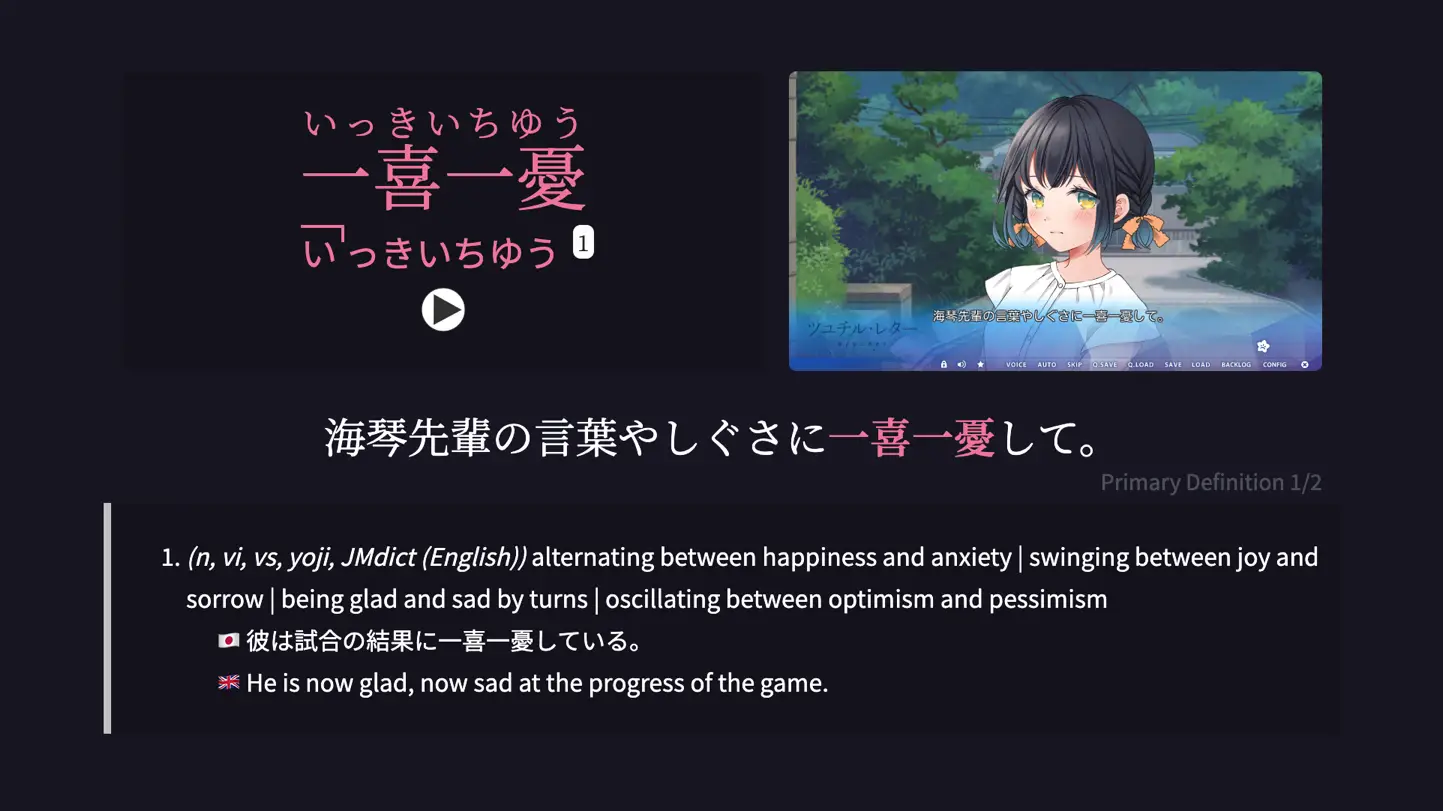 いっきいちゆう
一喜一憂
いっきいちゆう 1
ツユチル・レター
海琴先輩の言葉やしぐさに一喜一憂して。
VOICE AUTO SKIP Q.SAVE Q.LOAD SAVE LOAD BACKLOG CONFIG
海琴先輩の言葉やしぐさに一喜一憂して。
Primary Definition 1/2
1. (n, vi, vs, yoji, JMdict (English)) alternating between happiness and anxiety | swinging between joy and
sorrow | being glad and sad by turns | oscillating between optimism and pessimism
彼は試合の結果に一喜一憂している。
He is now glad, now sad at the progress of the game.